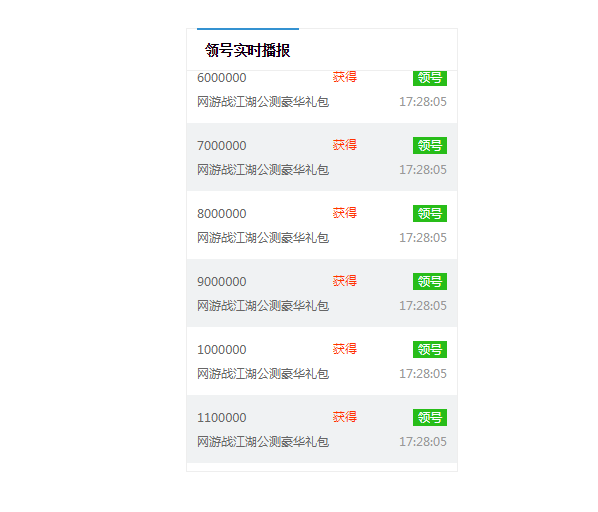 领号实时播报
6000000 获得 领号
网游战江湖公测豪华礼包 17:28:05
7000000 获得 领号
网游战江湖公测豪华礼包 17:28:05
8000000 获得 领号
网游战江湖公测豪华礼包 17:28:05
9000000 获得 领号
网游战江湖公测豪华礼包 17:28:05
1000000 获得 领号
网游战江湖公测豪华礼包 17:28:05
1100000 获得 领号
网游战江湖公测豪华礼包 17:28:05